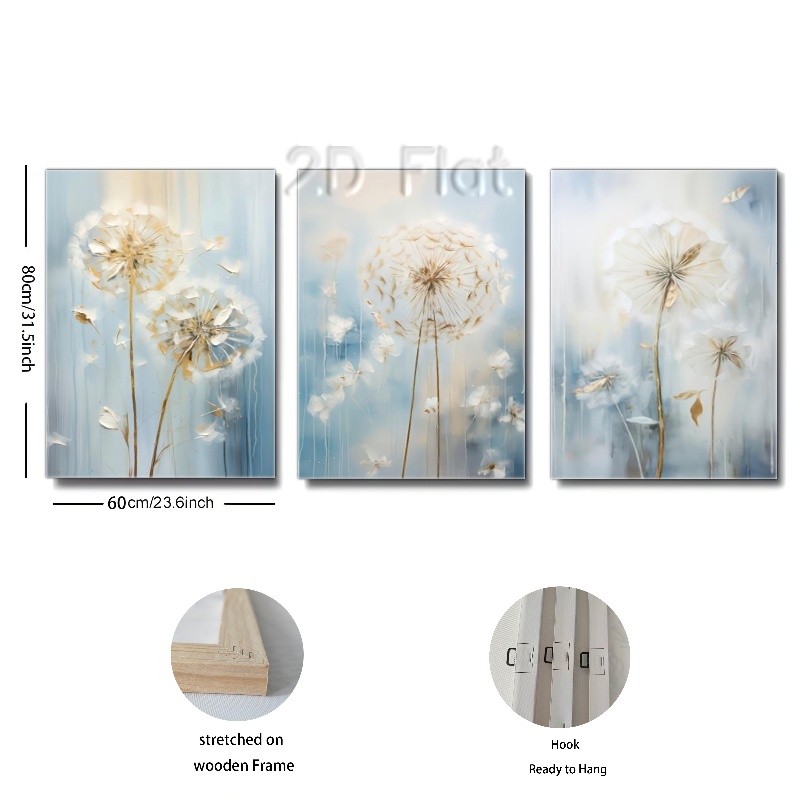 2D Flat
80cm/31.5inch
60cm/23.6inch
stretched on
wooden Frame
Hook
Ready to Hang